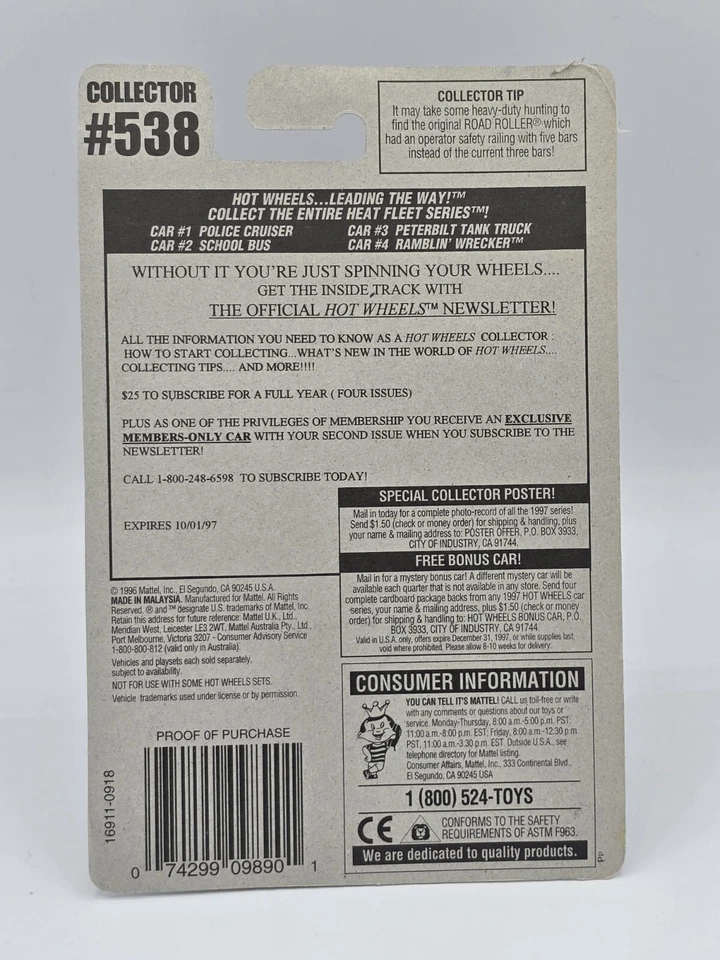 COLLECTOR
#538
COLLECTOR TIP
It may take some heavy-duty hunting to
find the original ROAD ROLLER® which
had an operator safety railing with five bars
instead of the current three bars!
HOT WHEELS...LEADING THE WAY!™
COLLECT THE ENTIRE HEAT FLEET SERIES™!
CAR #1 POLICE CRUISER
CAR #2 SCHOOL BUS
CAR #3 PETERBILT TANK TRUCK
CAR #4 RAMBLIN' WRECKER™
WITHOUT IT YOU'RE JUST SPINNING YOUR WHEELS....
GET THE INSIDE TRACK WITH
THE OFFICIAL HOT WHEELS™ NEWSLETTER!
ALL THE INFORMATION YOU NEED TO KNOW AS A HOT WHEELS COLLECTOR :
HOW TO START COLLECTING...WHAT'S NEW IN THE WORLD OF HOT WHEELS....
COLLECTING TIPS.... AND MORE!!!!
$25 TO SUBSCRIBE FOR A FULL YEAR ( FOUR ISSUES)
PLUS AS ONE OF THE PRIVILEGES OF MEMBERSHIP YOU RECEIVE AN EXCLUSIVE
MEMBERS-ONLY CAR WITH YOUR SECOND ISSUE WHEN YOU SUBSCRIBE TO THE
NEWSLETTER!
CALL 1-800-248-6598 TO SUBSCRIBE TODAY!
EXPIRES 10/01/97
SPECIAL COLLECTOR POSTER!
Mail in today for a complete photo-record of all the 1997 series!
Send $1.50 (check or money order) for shipping & handling, plus
your name & mailing address to: POSTER OFFER, P.O. BOX 3933,
CITY OF INDUSTRY, CA 91744.
FREE BONUS CAR!
Mail in for a mystery bonus car! A different mystery car will be
available each quarter that is not available in any store. Send four
complete cardboard package backs from any 1997 HOT WHEELS car
series, your name & mailing address, plus $1.50 (check or money
order) for shipping & handling to: HOT WHEELS BONUS CAR, P.O.
BOX 3933, CITY OF INDUSTRY, CA 91744.
Valid in U.S.A. only, offer expires December 31, 1997, or while supplies last,
void where prohibited. Please allow 8-10 weeks for delivery.
© 1996 Mattel, Inc., El Segundo, CA 90245 U.S.A.
MADE IN MALAYSIA. Manufactured for Mattel. All Rights
Reserved. ® and ™ designate U.S. trademarks of Mattel, Inc.
Retain this address for future reference: Mattel U.K., Ltd.,
Meridian West, Leicester LE3 2WT. Mattel Australia Pty., Ltd.,
Port Melbourne, Victoria 3207 - Consumer Advisory Service
1-800-800-812 (valid only in Australia).
Vehicles and playsets each sold separately,
subject to availability.
NOT FOR USE WITH SOME HOT WHEELS SETS.
Vehicle trademarks used under license or by permission.
PROOF OF PURCHASE
16911-0918
0 74299 09890 1
CONSUMER INFORMATION
YOU CAN TELL IT'S MATTEL! CALL us toll-free or write
with any comments or questions about our toys or
service. Monday-Thursday, 8:00 a.m.-5:00 p.m. PST,
11:00 a.m.-8:00 p.m. EST; Friday, 8:00 a.m.-12:30 p.m.
PST, 11:00 a.m.-3:30 p.m. EST. Outside U.S.A., see
telephone directory for Mattel listing.
Consumer Affairs, Mattel, Inc., 333 Continental Blvd.,
El Segundo, CA 90245 USA
1 (800) 524-TOYS
CE
CONFORMS TO THE SAFETY
REQUIREMENTS OF ASTM F963.
We are dedicated to quality products.
PP